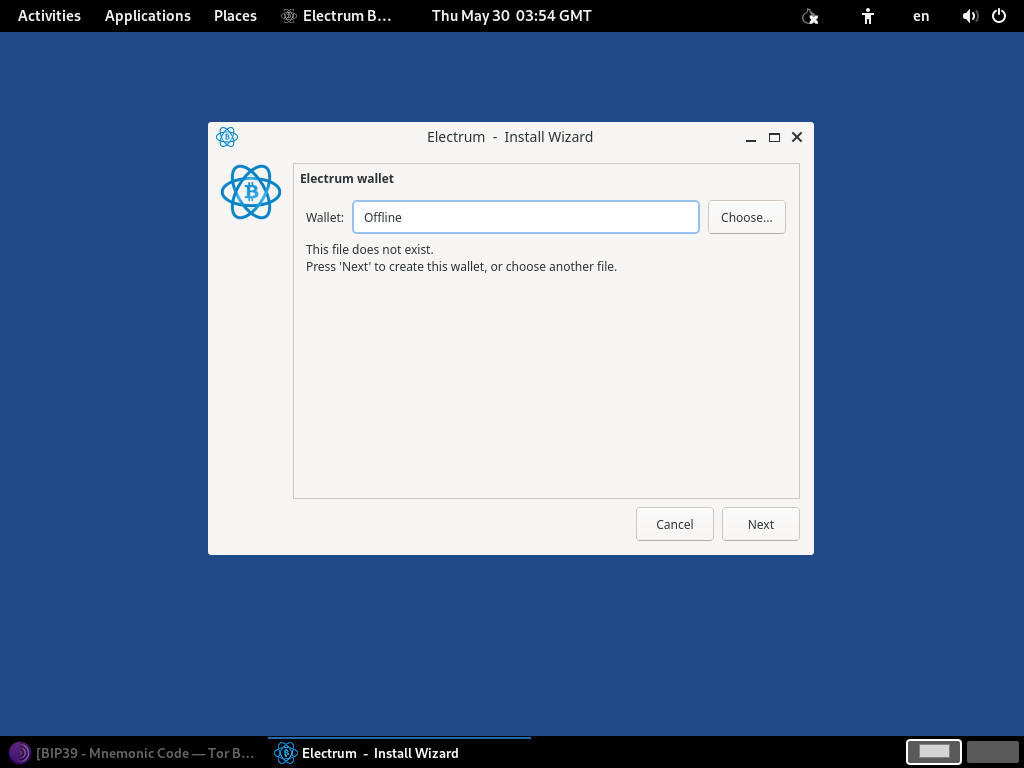 Activities Applications Places Electrum B… Thu May 30 03:54 GMT en
Electrum - Install Wizard
Electrum wallet
Wallet: Offline Choose...
This file does not exist.
Press 'Next' to create this wallet, or choose another file.
Cancel Next
[BIP39 - Mnemonic Code — Tor B… Electrum - Install Wizard